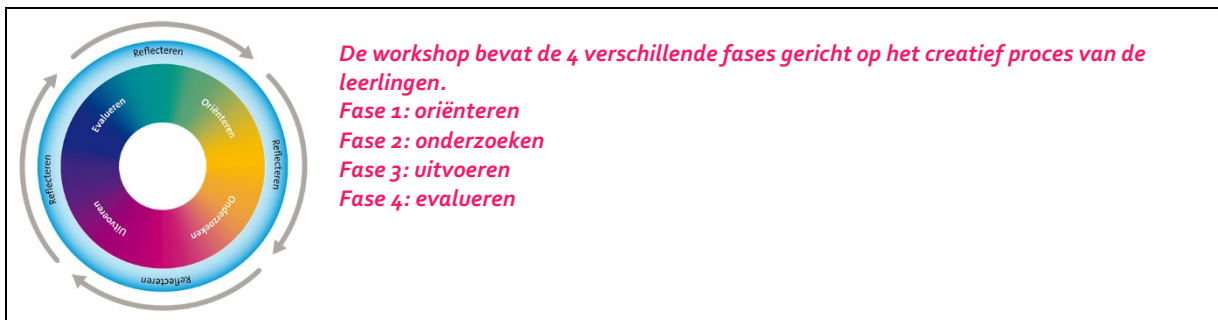 Reflecteren
Oriënteren
Reflecteren
Onderzoeken
Reflecteren
Uitvoeren
Reflecteren
Evalueren
De workshop bevat de 4 verschillende fases gericht op het creatief proces van de
leerlingen.
Fase 1: oriënteren
Fase 2: onderzoeken
Fase 3: uitvoeren
Fase 4: evalueren